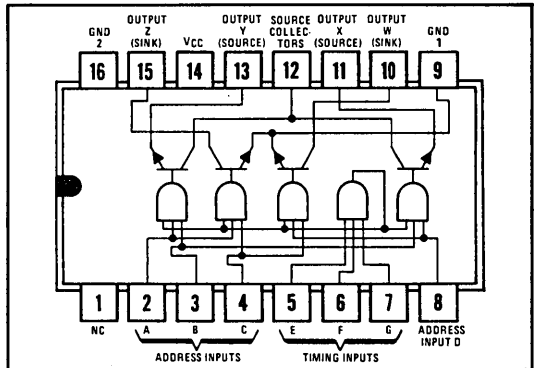 OUTPUT Z (SINK)
OUTPUT Y (SOURCE)
SOURCE COLLEC- TORS
OUTPUT X (SOURCE)
OUTPUT W (SINK)
GND 2
VCC
GND 1
16 15 14 13 12 11 10 9
1 2 3 4 5 6 7 8
NC A B C E F G ADDRESS INPUT D
ADDRESS INPUTS TIMING INPUTS